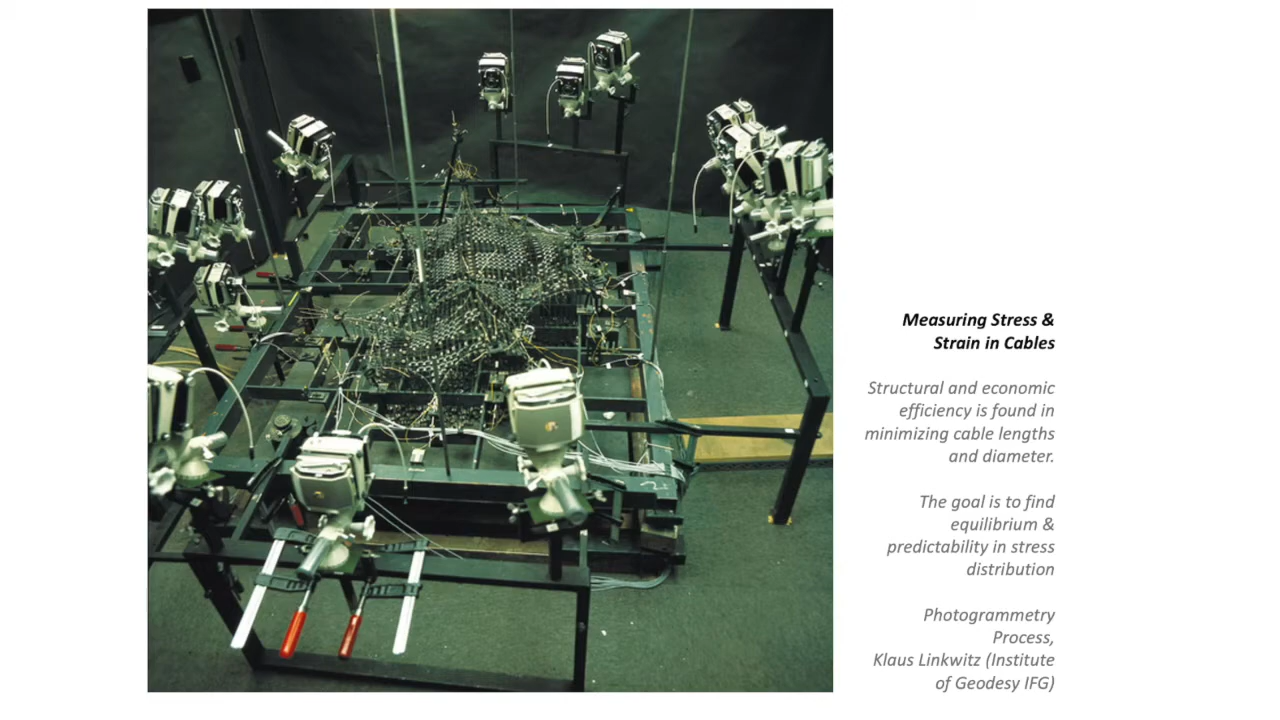 Measuring Stress &
Strain in Cables
Structural and economic
efficiency is found in
minimizing cable lengths
and diameter.
The goal is to find
equilibrium &
predictability in stress
distribution
Photogrammetry
Process,
Klaus Linkwitz (Institute
of Geodesy IFG)